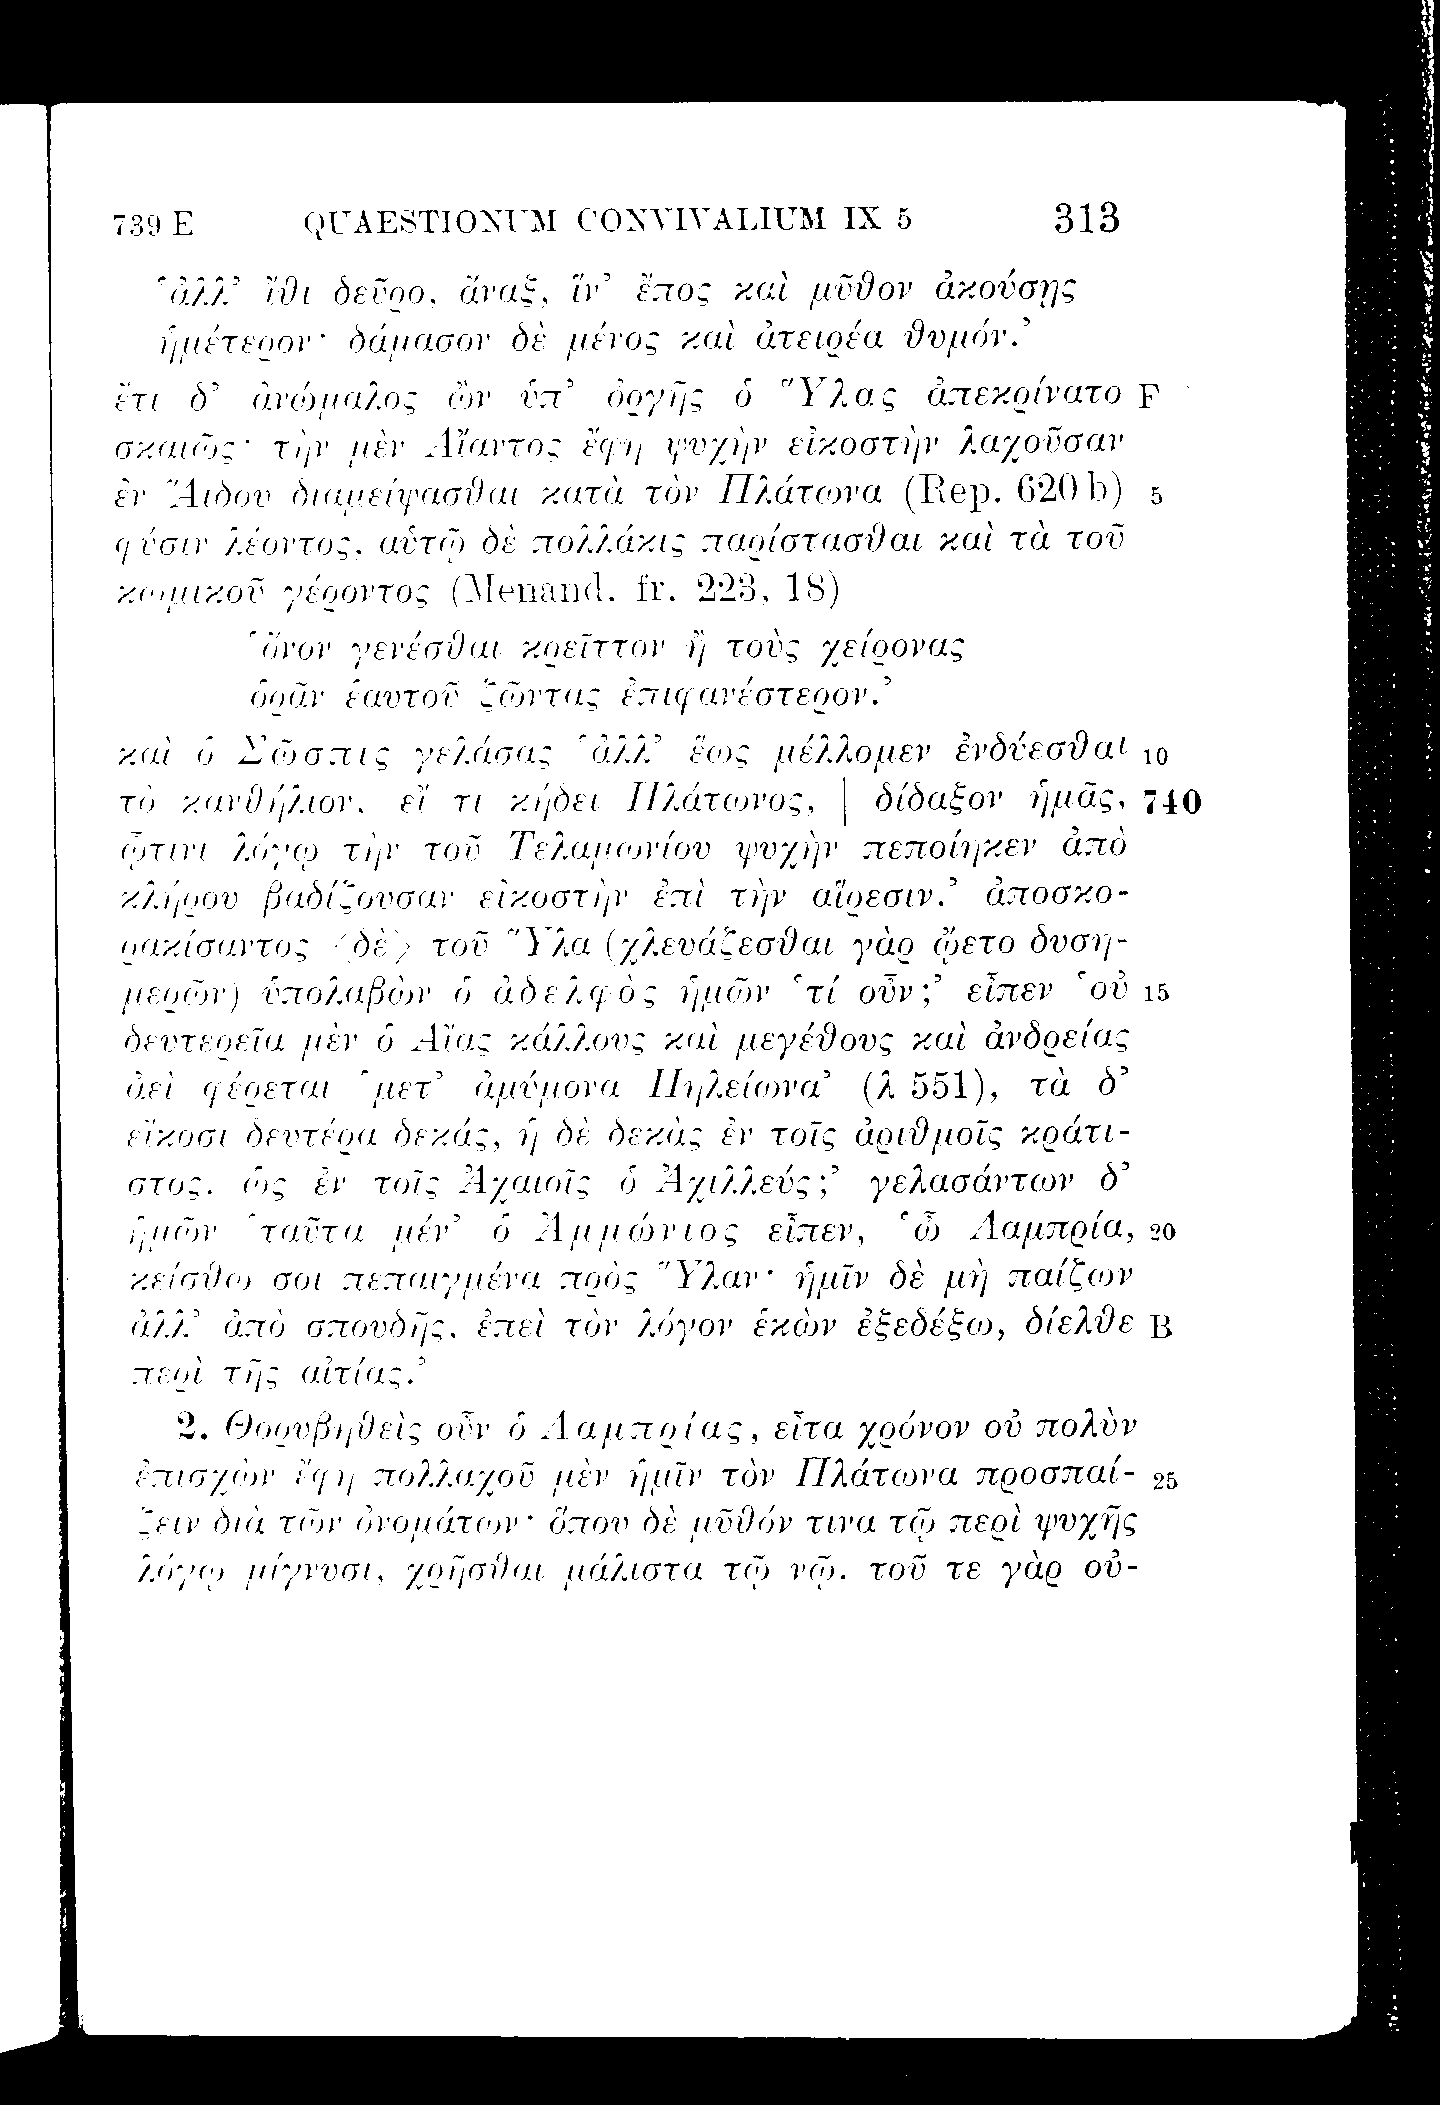 739 E QUAESTIONUM CONVIVALIUM IX 5 313
‘ἀλλ’ ἴθι δεῦρο, ἄναξ, ἵν’ ἔπος καὶ μῦθον ἀκούσῃς
ἡμέτερον· δάμασον δὲ μένος καὶ ἀτειρέα θυμόν.’
ἔτι δ’ ἀνώμαλος ὢν ὑπ’ ὀργῆς ὁ Ὕλας ἀπεκρίνατο F
σκαιῶς· τὴν μὲν Αἴαντος ἔφη ψυχὴν εἰκοστὴν λαχοῦσαν
ἐν Ἅιδου διαμείψασθαι κατὰ τὸν Πλάτωνα (Rep. 620 b) 5
φύσιν λέοντος, αὑτῷ δὲ πολλάκις παρίστασθαι καὶ τὰ τοῦ
κωμικοῦ γέροντος (Menand. fr. 223, 18)
‘ὄνον γενέσθαι κρεῖττον ἢ τοὺς χείρονας
ὁρᾶν ἑαυτοῦ ζῶντας ἐπιφανέστερον.’
καὶ ὁ Σῶσπις γελάσας ‘ἀλλ’ ἕως μέλλομεν ἐνδύεσθαι 10
τὸ κανθήλιον, εἴ τι κήδει Πλάτωνος, | δίδαξον ἡμᾶς, 740
ᾧτινι λόγῳ τὴν τοῦ Τελαμωνίου ψυχὴν πεποίηκεν ἀπὸ
κλήρου βαδίζουσαν εἰκοστὴν ἐπὶ τὴν αἵρεσιν.’ ἀποσκο-
ρακίσαντος ⟨δὲ⟩ τοῦ Ὕλα (χλευάζεσθαι γὰρ ᾤετο δυση-
μερῶν) ὑπολαβὼν ὁ ἀδελφὸς ἡμῶν ‘τί οὖν;’ εἶπεν ‘οὐ 15
δευτερεῖα μὲν ὁ Αἴας κάλλους καὶ μεγέθους καὶ ἀνδρείας
ἀεὶ φέρεται ‘μετ’ ἀμύμονα Πηλείωνα’ (λ 551), τὰ δ’
εἴκοσι δευτέρα δεκάς, ἡ δὲ δεκὰς ἐν τοῖς ἀριθμοῖς κράτι-
στος, ὡς ἐν τοῖς Ἀχαιοῖς ὁ Ἀχιλλεύς;’ γελασάντων δ’
ἡμῶν ‘ταῦτα μέν’ ὁ Ἀμμώνιος εἶπεν, ‘ὦ Λαμπρία, 20
κείσθω σοι πεπαιγμένα πρὸς Ὕλαν· ἡμῖν δὲ μὴ παίζων
ἀλλ’ ἀπὸ σπουδῆς, ἐπεὶ τὸν λόγον ἑκὼν ἐξεδέξω, δίελθε B
περὶ τῆς αἰτίας.’
2. Θορυβηθεὶς οὖν ὁ Λαμπρίας, εἶτα χρόνον οὐ πολὺν
ἐπισχὼν ἔφη πολλαχοῦ μὲν ἡμῖν τὸν Πλάτωνα προσπαί- 25
ζειν διὰ τῶν ὀνομάτων· ὅπου δὲ μῦθόν τινα τῷ περὶ ψυχῆς
λόγῳ μίγνυσι, χρῆσθαι μάλιστα τῷ νῷ. τοῦ τε γὰρ οὐ-